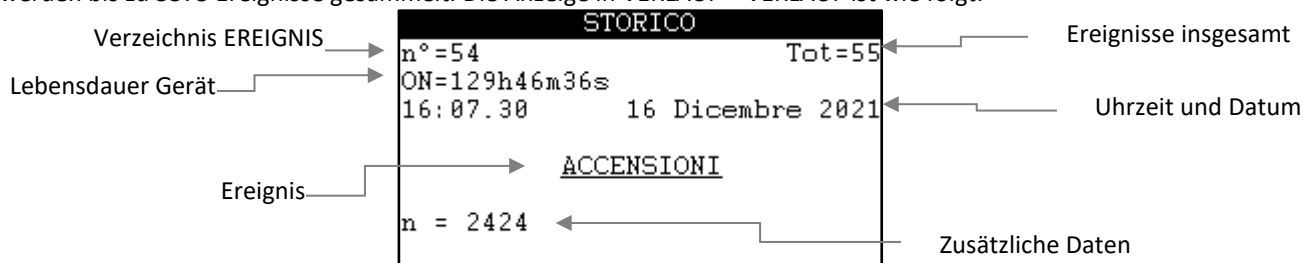 werden bis zu Ereignisse gesammelt. Die Anzeige in VERLAUF – VERLAUF ist wie folgt:
STORICO
Verzeichnis EREIGNIS
n°=54 Tot=55
Ereignisse insgesamt
Lebensdauer Gerät
ON=129h46m36s
16:07.30 16 Dicembre 2021
Uhrzeit und Datum
ACCENSIONI
Ereignis
n = 2424
Zusätzliche Daten